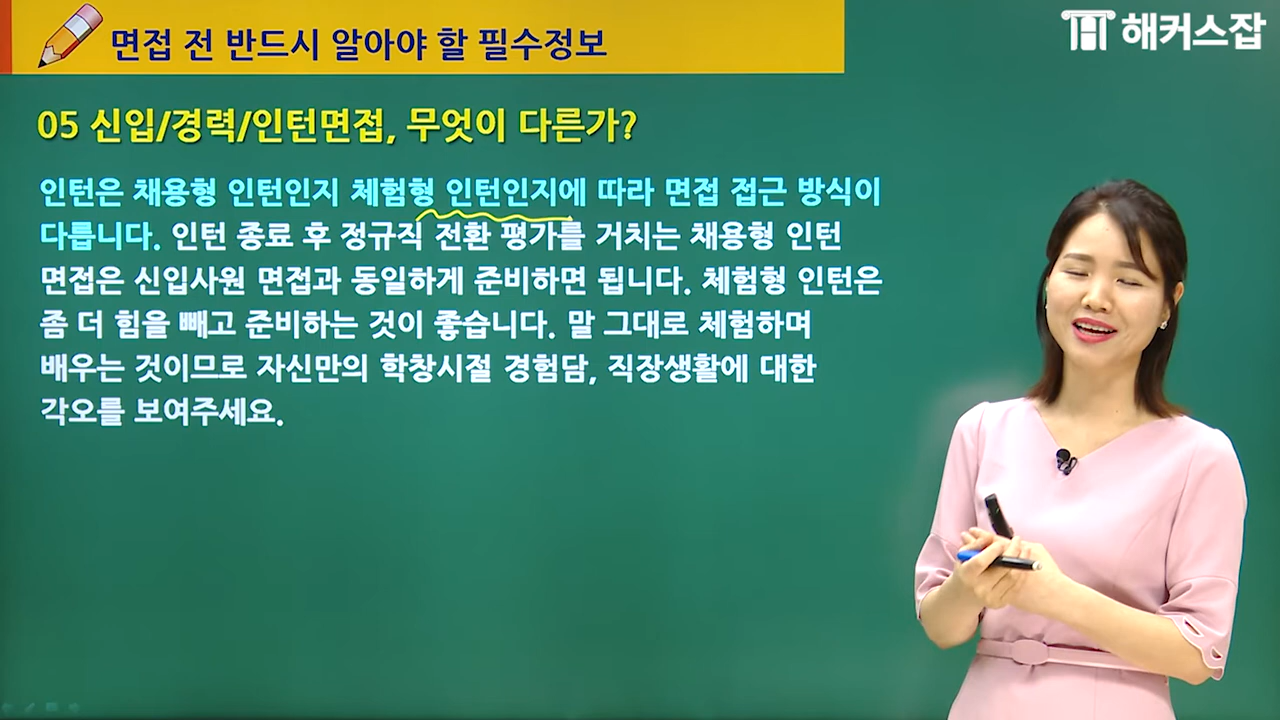 면접 전 반드시 알아야 할 필수정보
해커스잡
05 신입/경력/인턴면접, 무엇이 다른가?
인턴은 채용형 인턴인지 체험형 인턴인지에 따라 면접 접근 방식이
다릅니다. 인턴 종료 후 정규직 전환 평가를 거치는 채용형 인턴
면접은 신입사원 면접과 동일하게 준비하면 됩니다. 체험형 인턴은
좀 더 힘을 빼고 준비하는 것이 좋습니다. 말 그대로 체험하며
배우는 것이므로 자신만의 학창시절 경험담, 직장생활에 대한
각오를 보여주세요.